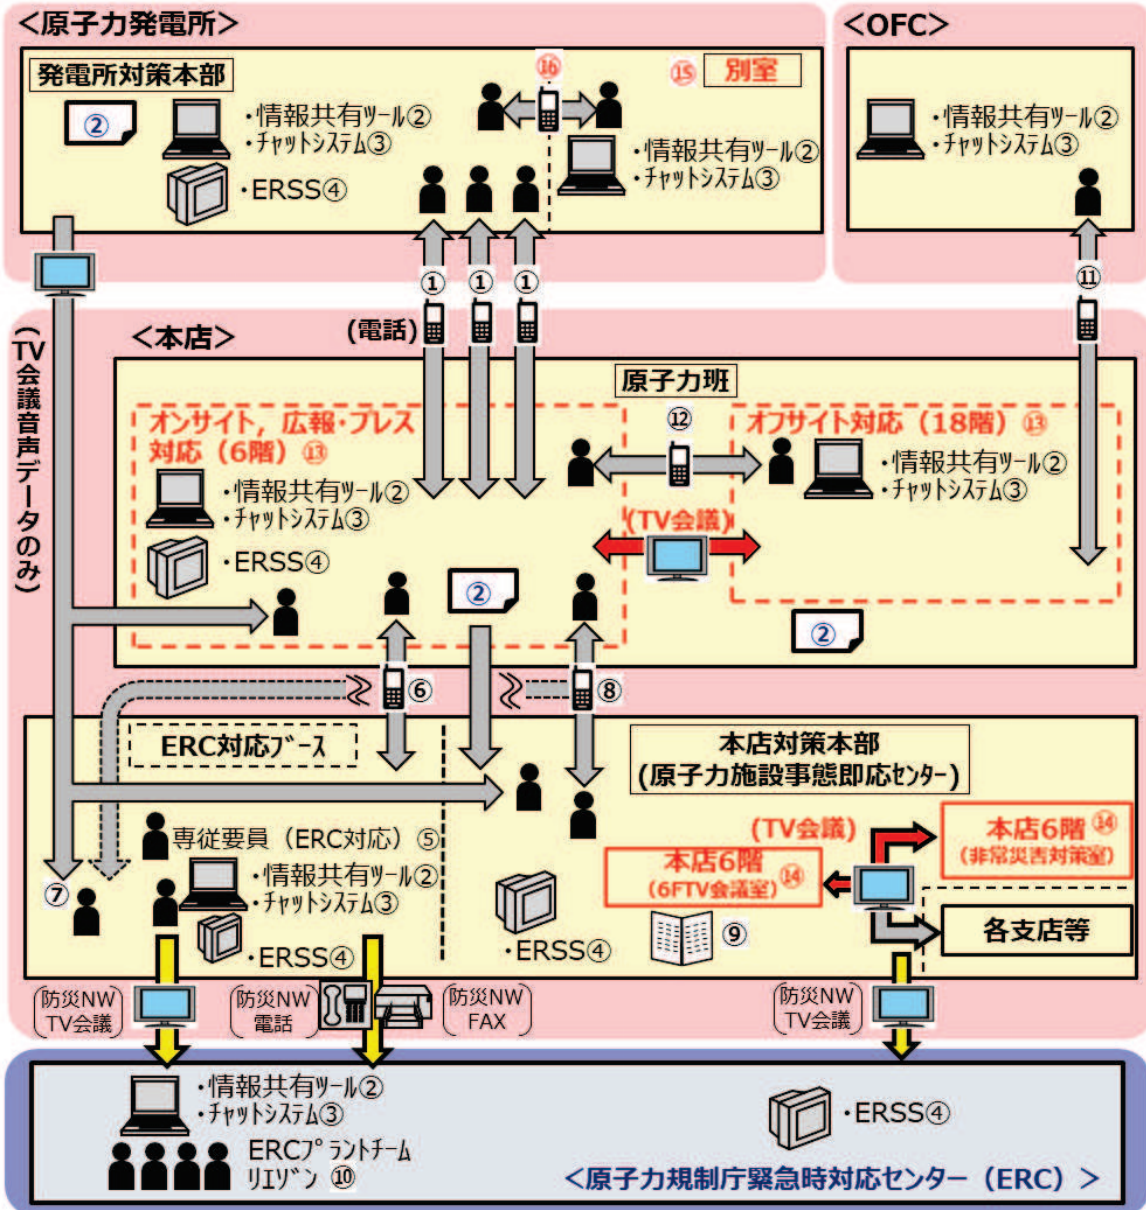 <原子力発電所>
発電所対策本部
②
・情報共有ツール②
・チャットシステム③
・ERSS④
⑯
⑮ 別室
・情報共有ツール②
・チャットシステム③
<OFC>
・情報共有ツール②
・チャットシステム③
① ① ①
⑪
(TV会議音声データのみ)
<本店>
(電話)
原子力班
オンサイト，広報・プレス
対応（6階）⑬
・情報共有ツール②
・チャットシステム③
・ERSS④
⑫
オフサイト対応（18階）⑬
・情報共有ツール②
・チャットシステム③
(TV会議)
②
②
⑥
⑧
ERC対応ブース
専従要員（ERC対応）⑤
・情報共有ツール②
・チャットシステム③
・ERSS④
⑦
本店対策本部
(原子力施設事態即応センター)
・ERSS④
(TV会議)
本店6階⑭
(6FTV会議室)
本店6階⑭
(非常災害対策室)
⑨
各支店等
防災NW
TV会議
防災NW
電話
防災NW
FAX
防災NW
TV会議
・情報共有ツール②
・チャットシステム③
ERCプラントチーム
リエゾン⑩
・ERSS④
<原子力規制庁緊急時対応センター（ERC）>